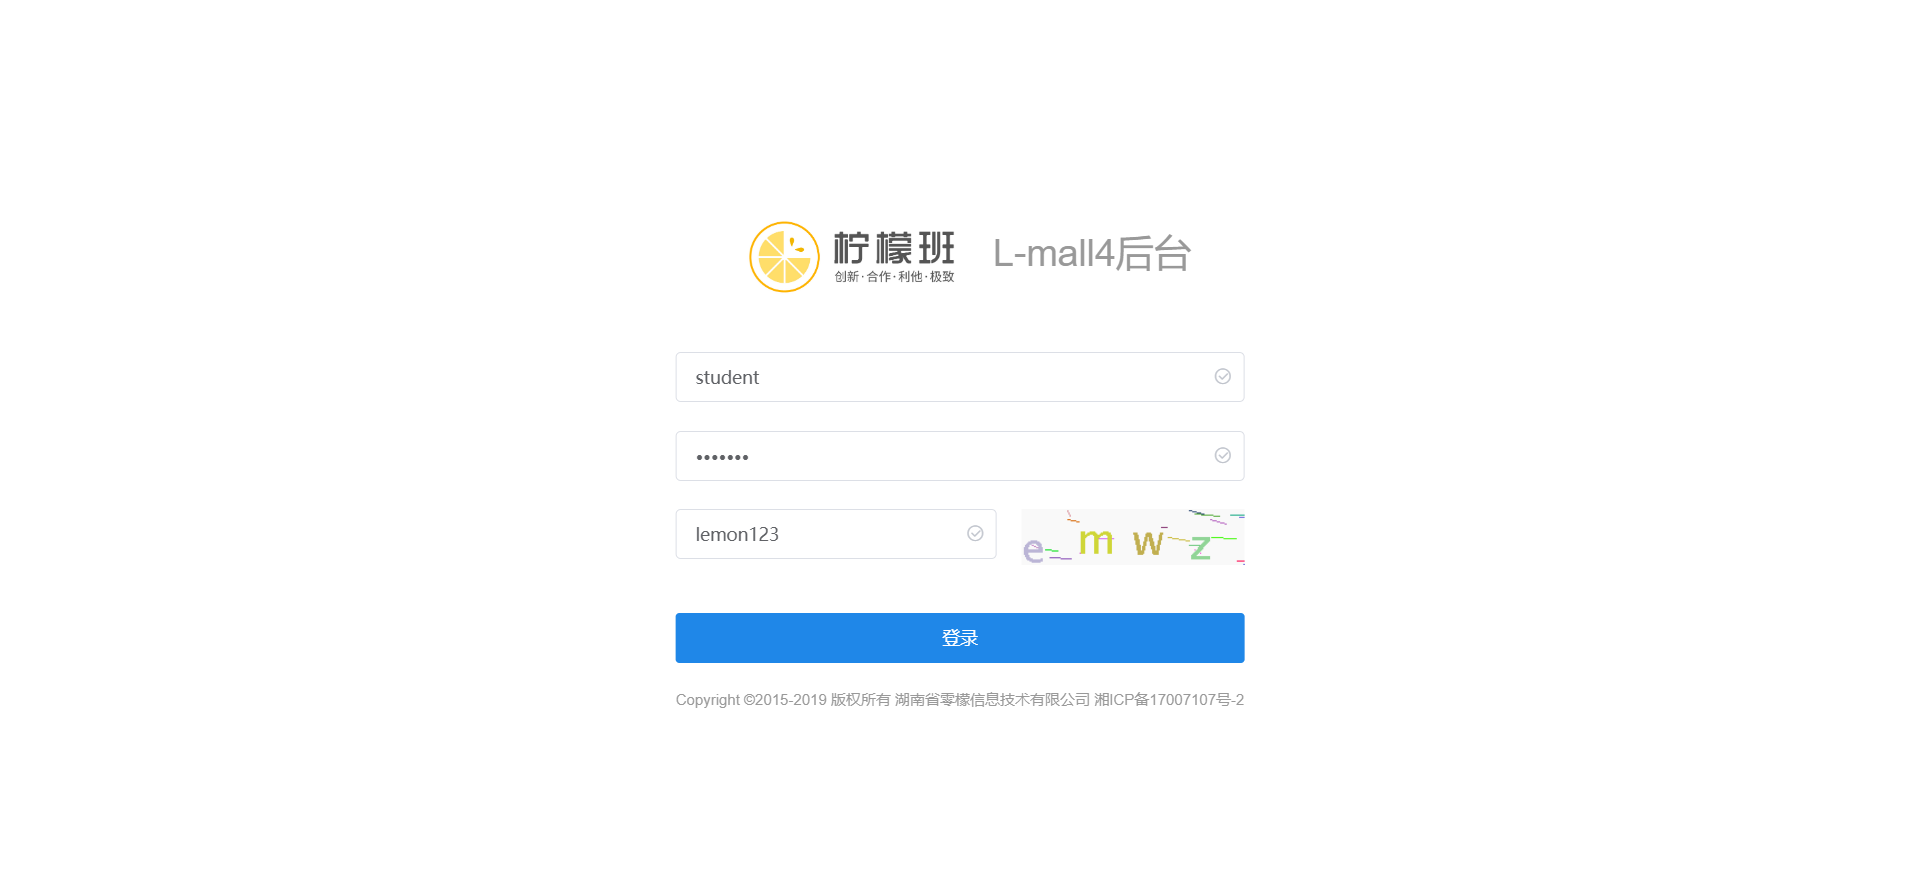 柠檬班
创新·合作·利他·极致
L-mall4后台
student
•••••••
lemon123
e m w z
登录
Copyright ©2015-2019 版权所有 湖南省零檬信息技术有限公司 湘ICP备17007107号-2